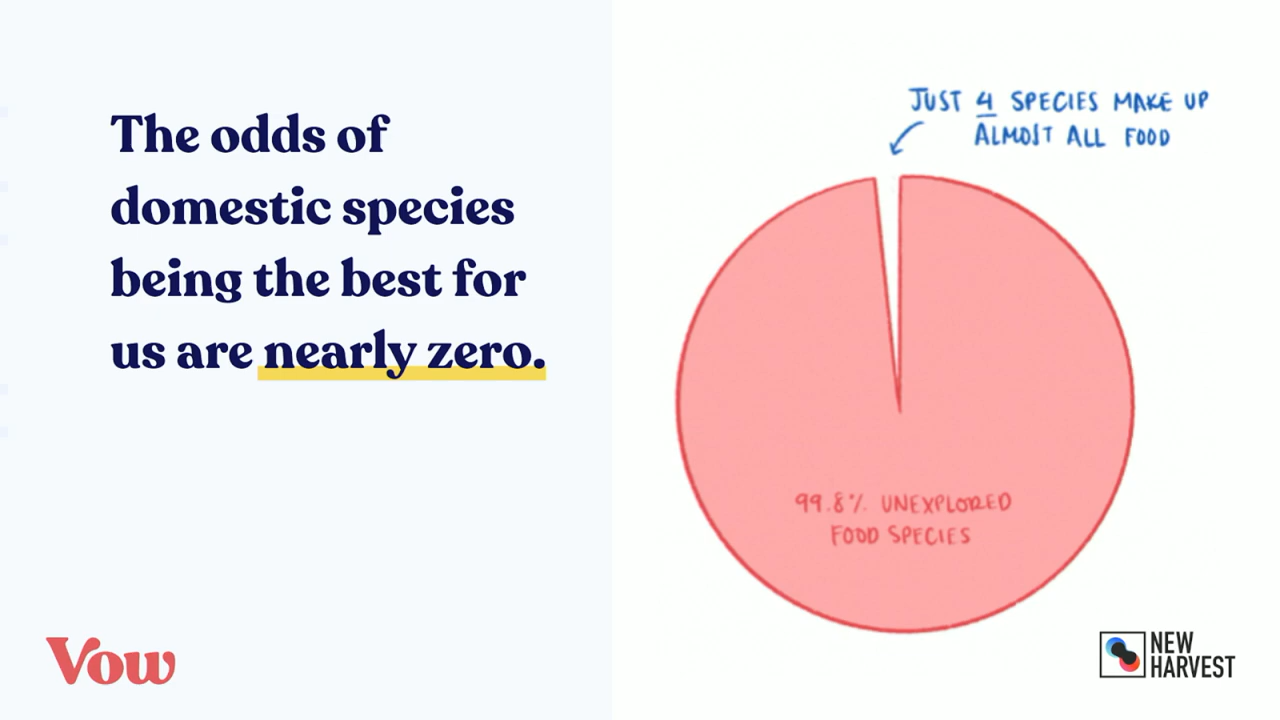 The odds of
domestic species
being the best for
us are nearly zero.
JUST 4 SPECIES MAKE UP
ALMOST ALL FOOD
99.8% UNEXPLORED
FOOD SPECIES
Vow
NEW
HARVEST